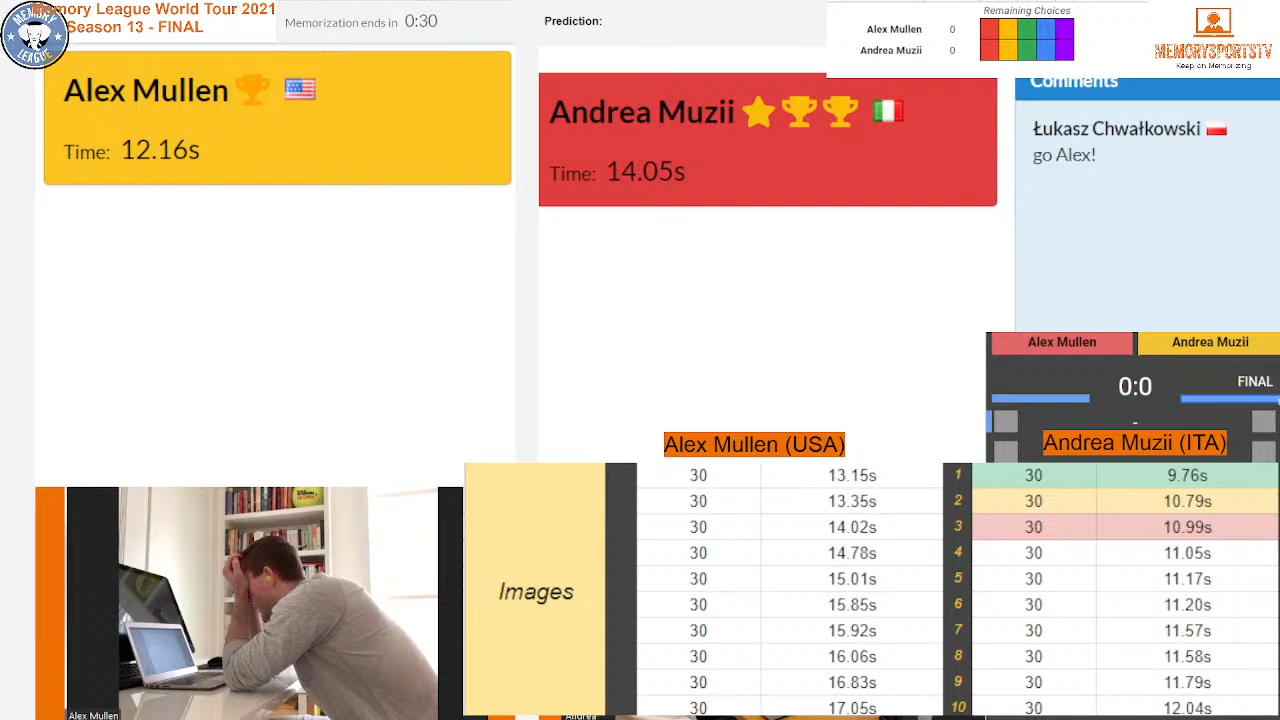 Memory League World Tour 2021
Season 13 - FINAL
MEMORY
LEAGUE
Memorization ends in 0:30
Prediction:
Remaining Choices
Alex Mullen 0
Andrea Muzii 0
MEMORYSPORTSTV
Keep on Memorizing
Alex Mullen
Time: 12.16s
Andrea Muzii
Time: 14.05s
Comments
Łukasz Chwałkowski
go Alex!
Alex Mullen Andrea Muzii
0:0 FINAL
-
Alex Mullen (USA) Andrea Muzii (ITA)
Images
30 13.15s 1 30 9.76s
30 13.35s 2 30 10.79s
30 14.02s 3 30 10.99s
30 14.78s 4 30 11.05s
30 15.01s 5 30 11.17s
30 15.85s 6 30 11.20s
30 15.92s 7 30 11.57s
30 16.06s 8 30 11.58s
30 16.83s 9 30 11.79s
30 17.05s 10 30 12.04s
Alex Mullen
Andrea